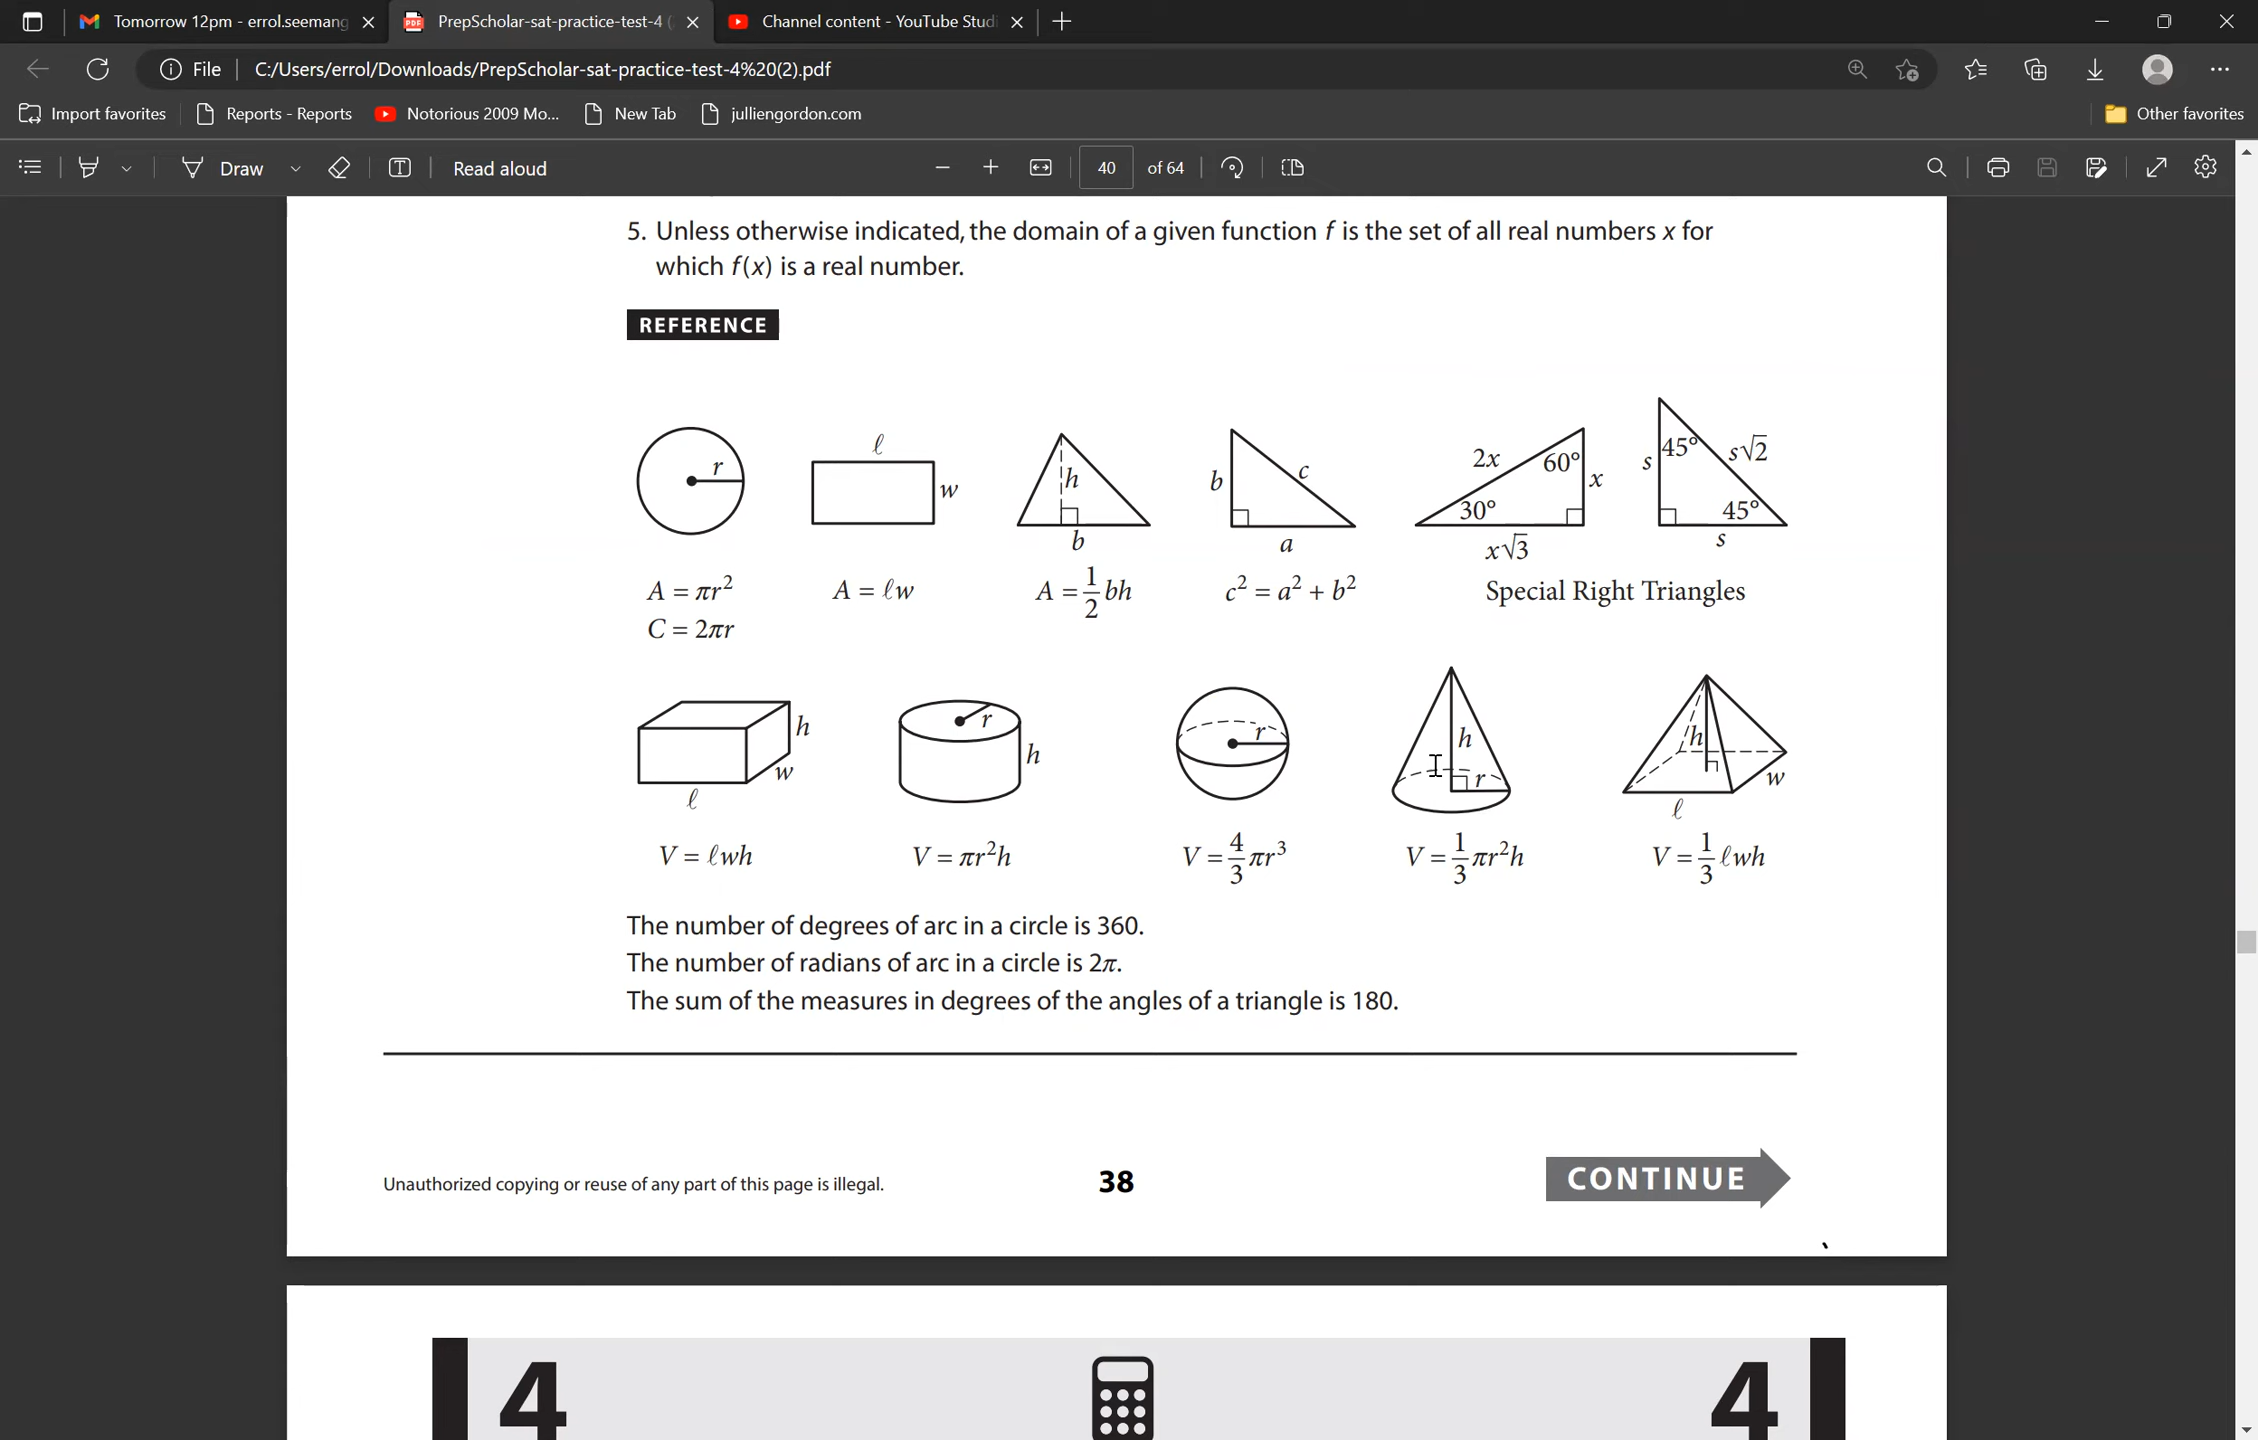 Tomorrow 12pm - errol.seemang
PrepScholar-sat-practice-test-4 (
Channel content - YouTube Studi
File
C:/Users/errol/Downloads/PrepScholar-sat-practice-test-4%20(2).pdf
Import favorites
Reports - Reports
Notorious 2009 Mo...
New Tab
julliengordon.com
Other favorites
Draw
Read aloud
40
of 64
5. Unless otherwise indicated, the domain of a given function f is the set of all real numbers x for
which f(x) is a real number.
REFERENCE
r
ℓ
w
h
b
b
c
a
2x
60°
x
30°
x√3
s
45°
s√2
45°
s
A = πr²
C = 2πr
A = ℓw
A = 1/2 bh
c² = a² + b²
Special Right Triangles
h
w
ℓ
r
h
r
h
r
h
w
ℓ
V = ℓwh
V = πr²h
V = 4/3 πr³
V = 1/3 πr²h
V = 1/3 ℓwh
The number of degrees of arc in a circle is 360.
The number of radians of arc in a circle is 2π.
The sum of the measures in degrees of the angles of a triangle is 180.
Unauthorized copying or reuse of any part of this page is illegal.
38
CONTINUE
4
4